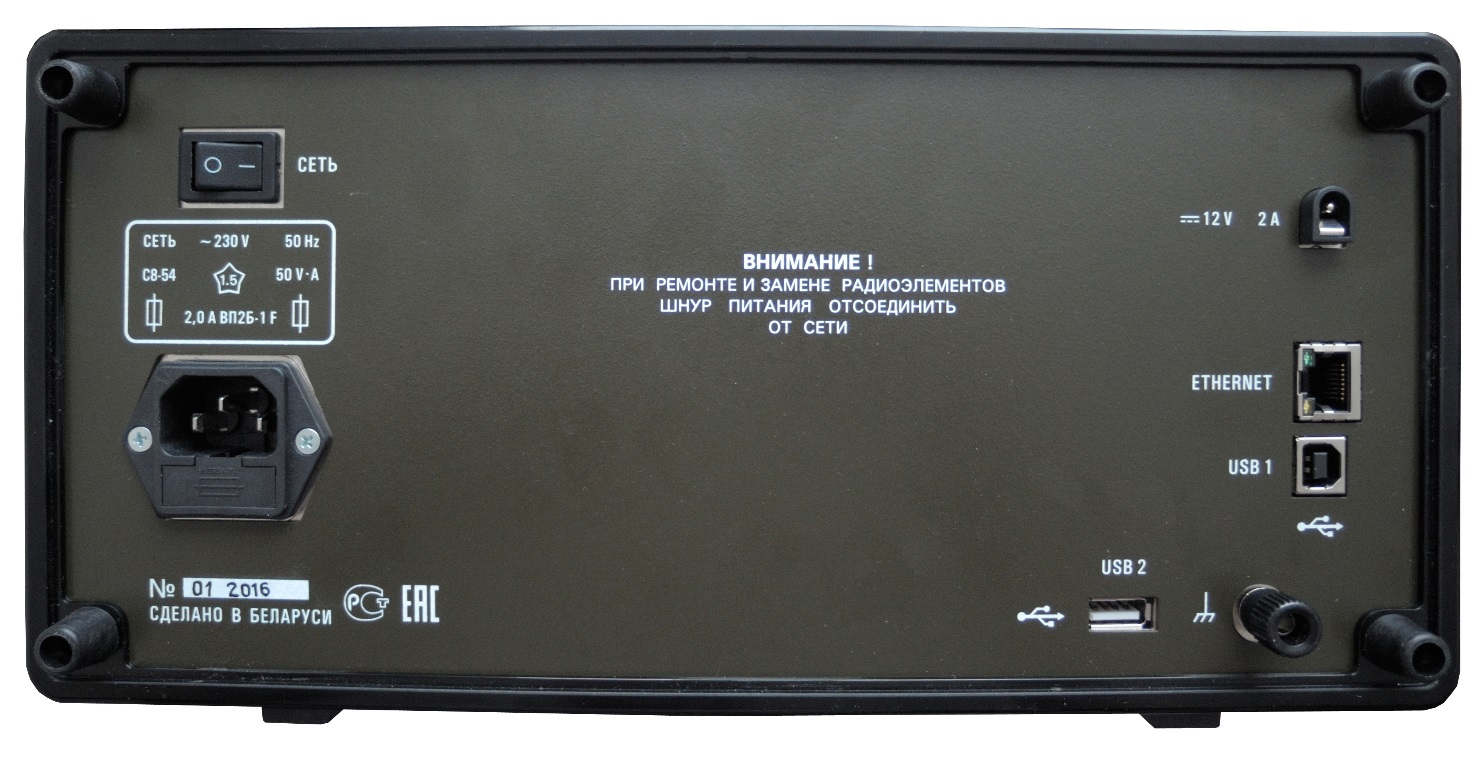 СЕТЬ
СЕТЬ ~230 V 50 Hz
С8-54 1.5 50 V·A
2,0 А ВП2Б-1 F
ВНИМАНИЕ !
ПРИ РЕМОНТЕ И ЗАМЕНЕ РАДИОЭЛЕМЕНТОВ
ШНУР ПИТАНИЯ ОТСОЕДИНИТЬ
ОТ СЕТИ
12 V 2 A
ETHERNET
USB 1
USB 2
№ 01 2016
СДЕЛАНО В БЕЛАРУСИ
РСТ
ЕАС